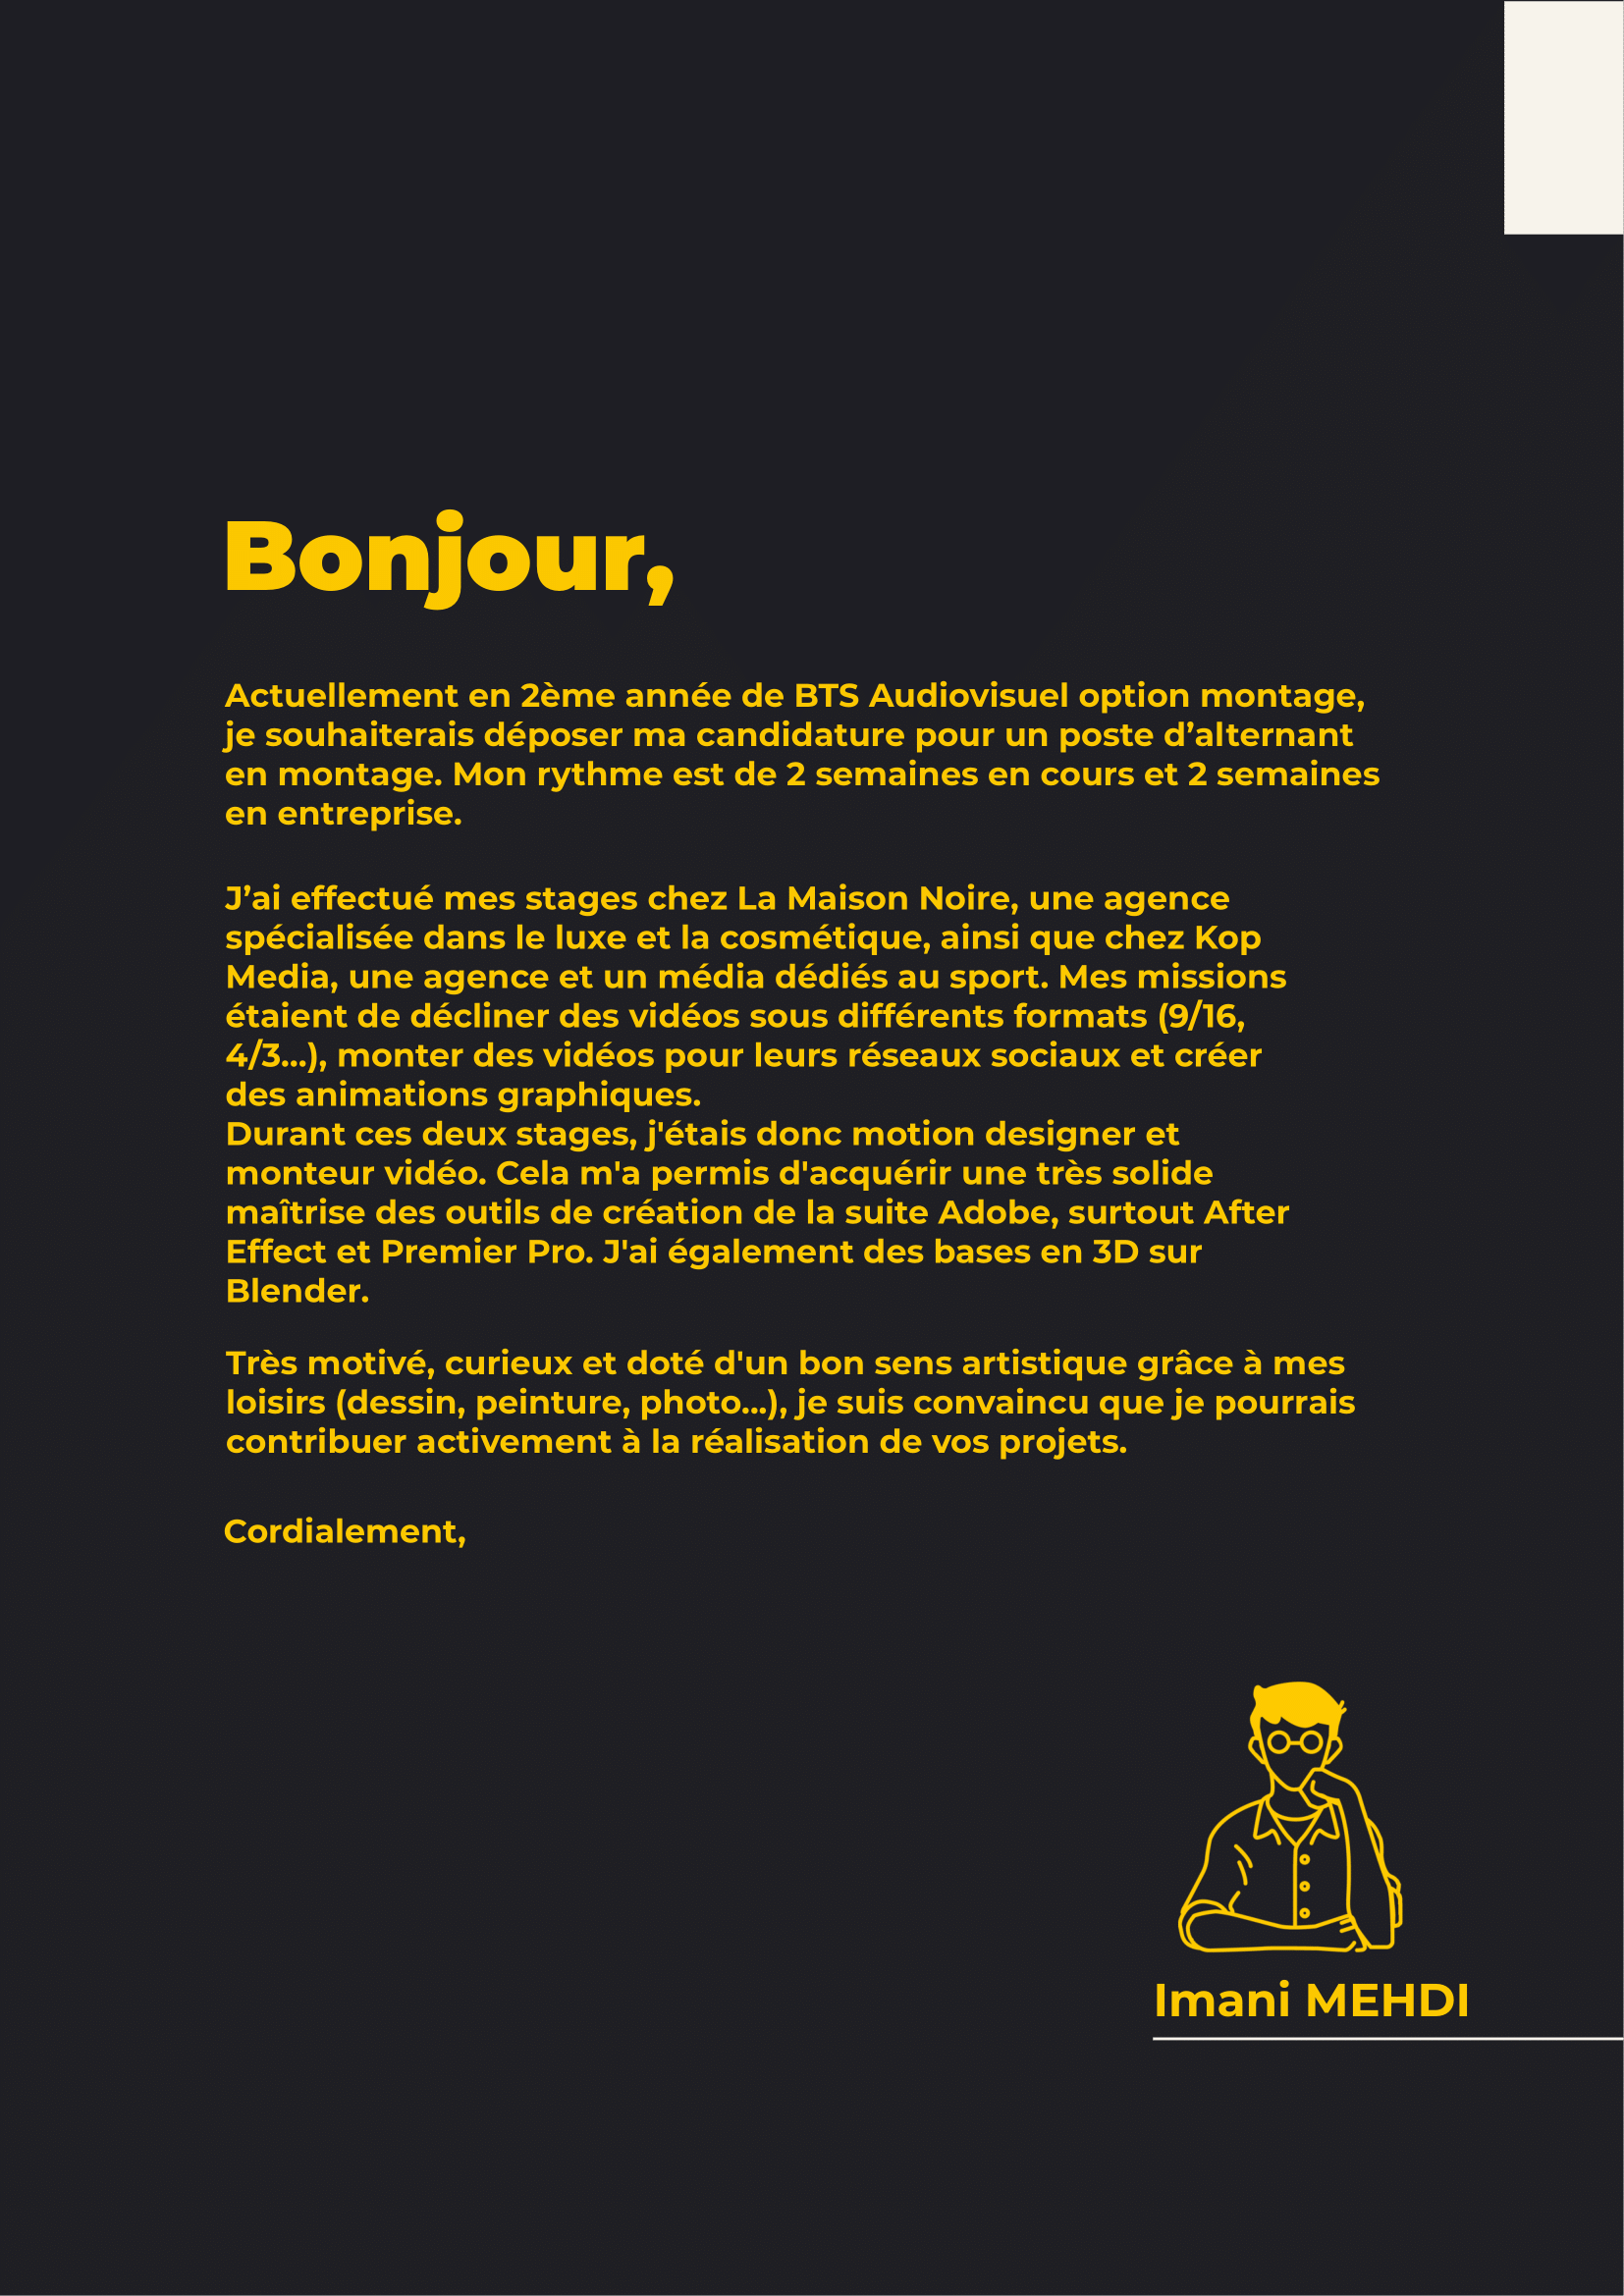 Bonjour,
Actuellement en 2ème année de BTS Audiovisuel option montage,
je souhaiterais déposer ma candidature pour un poste d’alternant
en montage. Mon rythme est de 2 semaines en cours et 2 semaines
en entreprise.
J’ai effectué mes stages chez La Maison Noire, une agence
spécialisée dans le luxe et la cosmétique, ainsi que chez Kop
Media, une agence et un média dédiés au sport. Mes missions
étaient de décliner des vidéos sous différents formats (9/16,
4/3...), monter des vidéos pour leurs réseaux sociaux et créer
des animations graphiques.
Durant ces deux stages, j'étais donc motion designer et
monteur vidéo. Cela m'a permis d'acquérir une très solide
maîtrise des outils de création de la suite Adobe, surtout After
Effect et Premier Pro. J'ai également des bases en 3D sur
Blender.
Très motivé, curieux et doté d'un bon sens artistique grâce à mes
loisirs (dessin, peinture, photo...), je suis convaincu que je pourrais
contribuer activement à la réalisation de vos projets.
Cordialement,
Imani MEHDI